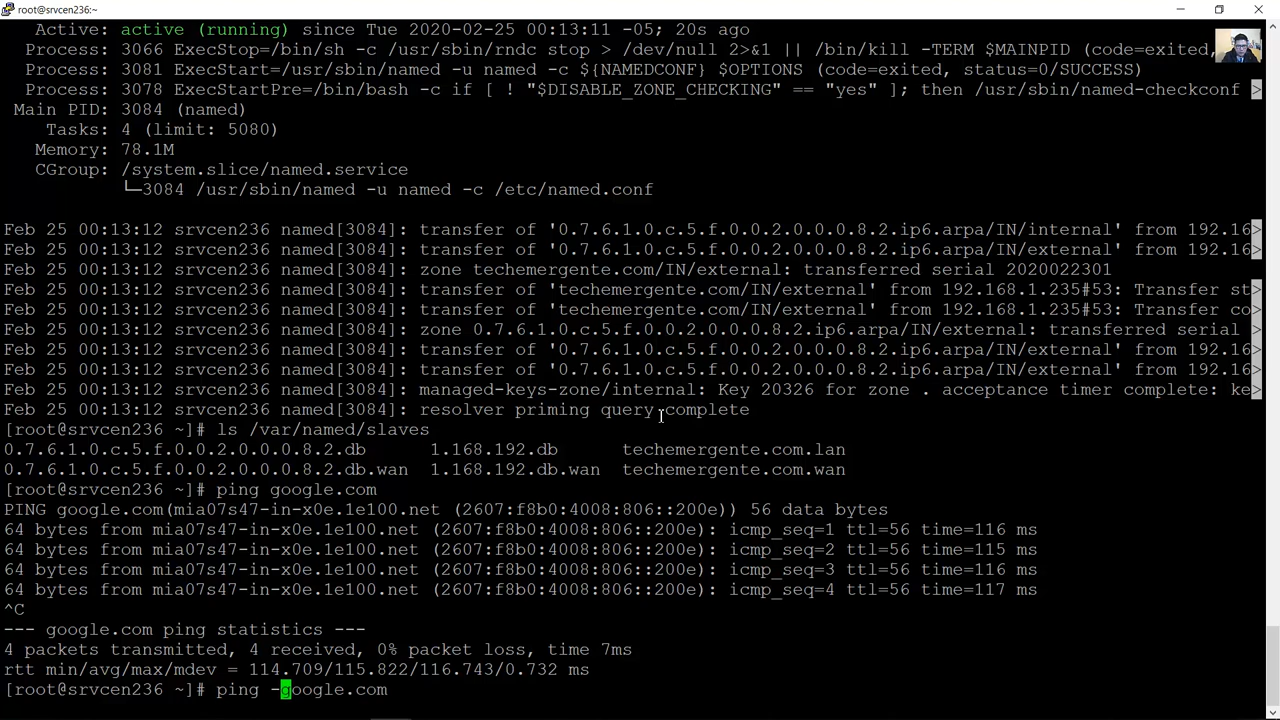 root@srvcen236:~
Active: active (running) since Tue 2020-02-25 00:13:11 -05; 20s ago
Process: 3066 ExecStop=/bin/sh -c /usr/sbin/rndc stop > /dev/null 2>&1 || /bin/kill -TERM $MAINPID (code=exited,
Process: 3081 ExecStart=/usr/sbin/named -u named -c ${NAMEDCONF} $OPTIONS (code=exited, status=0/SUCCESS)
Process: 3078 ExecStartPre=/bin/bash -c if [ ! "$DISABLE_ZONE_CHECKING" == "yes" ]; then /usr/sbin/named-checkconf >
Main PID: 3084 (named)
Tasks: 4 (limit: 5080)
Memory: 78.1M
CGroup: /system.slice/named.service
└─3084 /usr/sbin/named -u named -c /etc/named.conf
Feb 25 00:13:12 srvcen236 named[3084]: transfer of '0.7.6.1.0.c.5.f.0.0.2.0.0.0.8.2.ip6.arpa/IN/internal' from 192.16>
Feb 25 00:13:12 srvcen236 named[3084]: transfer of '0.7.6.1.0.c.5.f.0.0.2.0.0.0.8.2.ip6.arpa/IN/external' from 192.16>
Feb 25 00:13:12 srvcen236 named[3084]: zone techemergente.com/IN/external: transferred serial 2020022301
Feb 25 00:13:12 srvcen236 named[3084]: transfer of 'techemergente.com/IN/external' from 192.168.1.235#53: Transfer st>
Feb 25 00:13:12 srvcen236 named[3084]: transfer of 'techemergente.com/IN/external' from 192.168.1.235#53: Transfer co>
Feb 25 00:13:12 srvcen236 named[3084]: zone 0.7.6.1.0.c.5.f.0.0.2.0.0.0.8.2.ip6.arpa/IN/external: transferred serial >
Feb 25 00:13:12 srvcen236 named[3084]: transfer of '0.7.6.1.0.c.5.f.0.0.2.0.0.0.8.2.ip6.arpa/IN/external' from 192.16>
Feb 25 00:13:12 srvcen236 named[3084]: transfer of '0.7.6.1.0.c.5.f.0.0.2.0.0.0.8.2.ip6.arpa/IN/external' from 192.16>
Feb 25 00:13:12 srvcen236 named[3084]: managed-keys-zone/internal: Key 20326 for zone . acceptance timer complete: ke>
Feb 25 00:13:12 srvcen236 named[3084]: resolver priming query complete
[root@srvcen236 ~]# ls /var/named/slaves
0.7.6.1.0.c.5.f.0.0.2.0.0.0.8.2.db 1.168.192.db techemergente.com.lan
0.7.6.1.0.c.5.f.0.0.2.0.0.0.8.2.db.wan 1.168.192.db.wan techemergente.com.wan
[root@srvcen236 ~]# ping google.com
PING google.com(mia07s47-in-x0e.1e100.net (2607:f8b0:4008:806::200e)) 56 data bytes
64 bytes from mia07s47-in-x0e.1e100.net (2607:f8b0:4008:806::200e): icmp_seq=1 ttl=56 time=116 ms
64 bytes from mia07s47-in-x0e.1e100.net (2607:f8b0:4008:806::200e): icmp_seq=2 ttl=56 time=115 ms
64 bytes from mia07s47-in-x0e.1e100.net (2607:f8b0:4008:806::200e): icmp_seq=3 ttl=56 time=116 ms
64 bytes from mia07s47-in-x0e.1e100.net (2607:f8b0:4008:806::200e): icmp_seq=4 ttl=56 time=117 ms
^C
--- google.com ping statistics ---
4 packets transmitted, 4 received, 0% packet loss, time 7ms
rtt min/avg/max/mdev = 114.709/115.822/116.743/0.732 ms
[root@srvcen236 ~]# ping -google.com